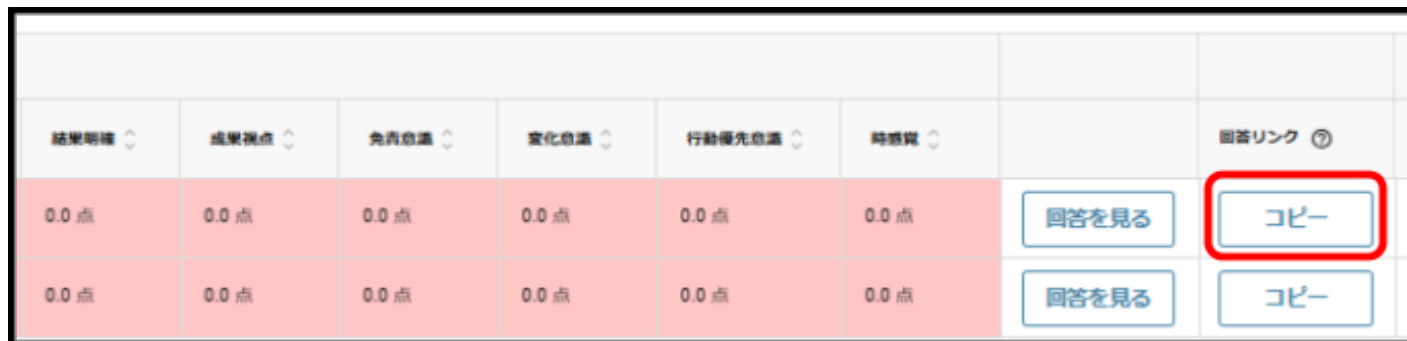 結果明確 成果視点 免責意識 変化意識 行動優先意識 時感覚 回答リンク ?
0.0 点 0.0 点 0.0 点 0.0 点 0.0 点 0.0 点 回答を見る コピー
0.0 点 0.0 点 0.0 点 0.0 点 0.0 点 0.0 点 回答を見る コピー